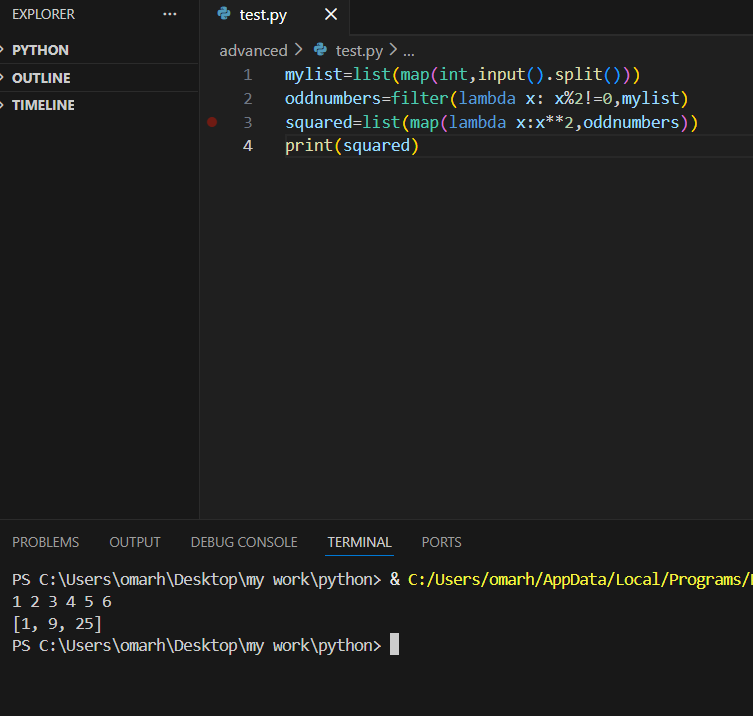 EXPLORER ...
PYTHON
OUTLINE
TIMELINE
test.py
advanced > test.py > ...
1 mylist=list(map(int,input().split()))
2 oddnumbers=filter(lambda x: x%2!=0,mylist)
3 squared=list(map(lambda x:x**2,oddnumbers))
4 print(squared)
PROBLEMS OUTPUT DEBUG CONSOLE TERMINAL PORTS
PS C:\Users\omarh\Desktop\my work\python> & C:/Users/omarh/AppData/Local/Programs/
1 2 3 4 5 6
[1, 9, 25]
PS C:\Users\omarh\Desktop\my work\python>